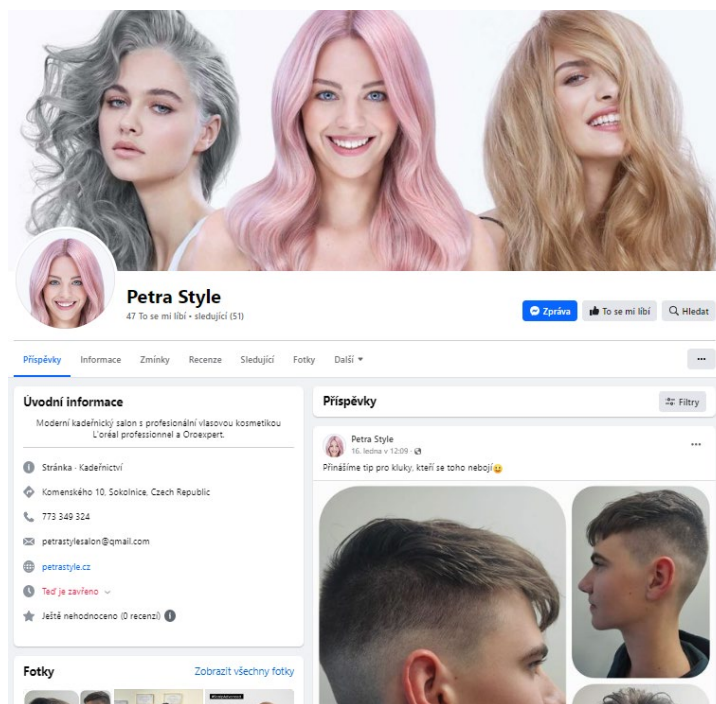 Petra Style
47 To se mi líbí • sledující (51)
Zpráva
To se mi líbí
Hledat
Příspěvky
Informace
Zmínky
Recenze
Sledující
Fotky
Další
Úvodní informace
Moderní kadeřnický salon s profesionální vlasovou kosmetikou
L'oréal professionnel a Oroexpert.
Stránka · Kadeřnictví
Komenského 10, Sokolnice, Czech Republic
773 349 324
petrastylesalon@gmail.com
petrastyle.cz
Teď je zavřeno
Ještě nehodnoceno (0 recenzí)
Fotky
Zobrazit všechny fotky
Příspěvky
Filtry
Petra Style
16. ledna v 12:09 ·
Přinášíme tip pro kluky, kteří se toho nebojí😃